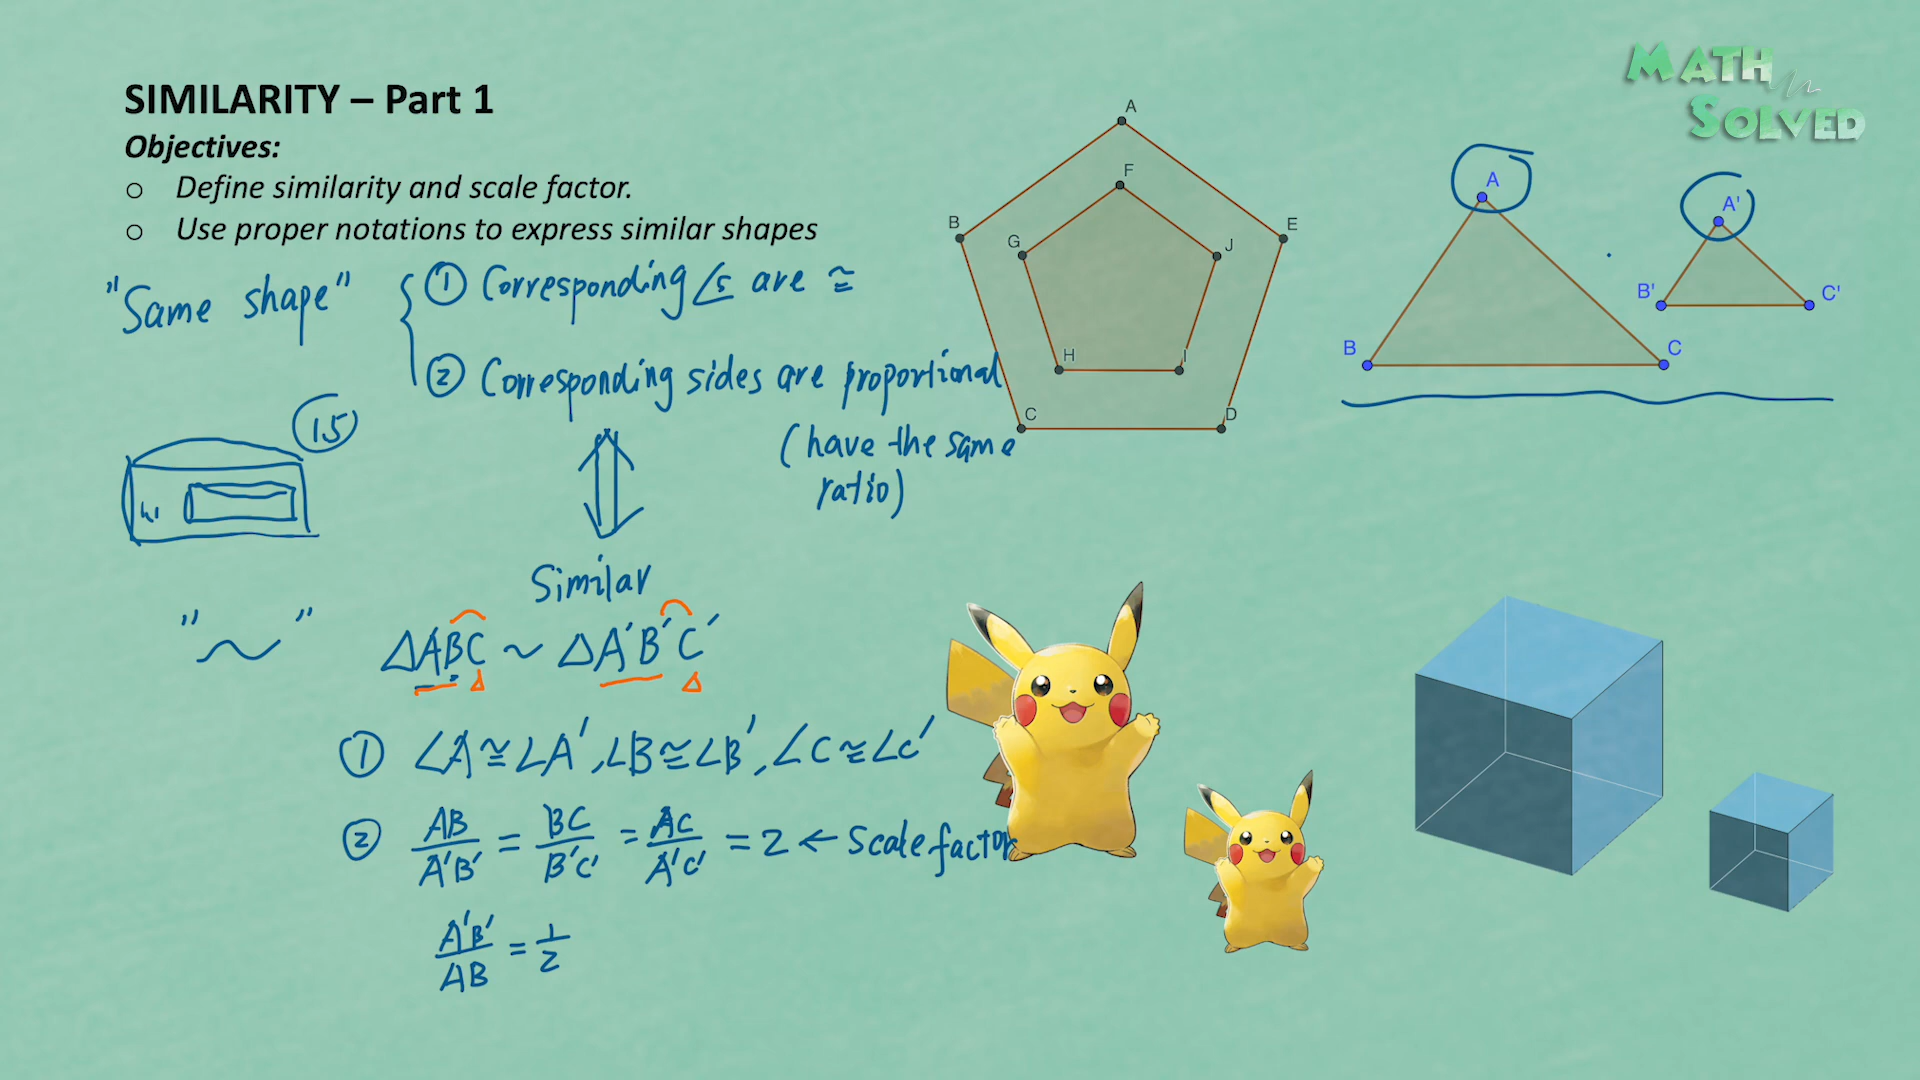 SIMILARITY – Part 1
Objectives:
o Define similarity and scale factor.
o Use proper notations to express similar shapes
MATH
SOLVED
"Same shape"
① Corresponding ∠s are ≅
② Corresponding sides are proportional
(have the same
ratio)
15
Similar
"~"
ΔABC ~ ΔA'B'C'
① ∠A≅∠A', ∠B≅∠B', ∠C≅∠C'
② AB/A'B' = BC/B'C' = AC/A'C' = 2 ← Scale factor
A'B'/AB = 1/2
A
F
B
G
J
E
H
I
C
D
A
B
C
A'
B'
C'